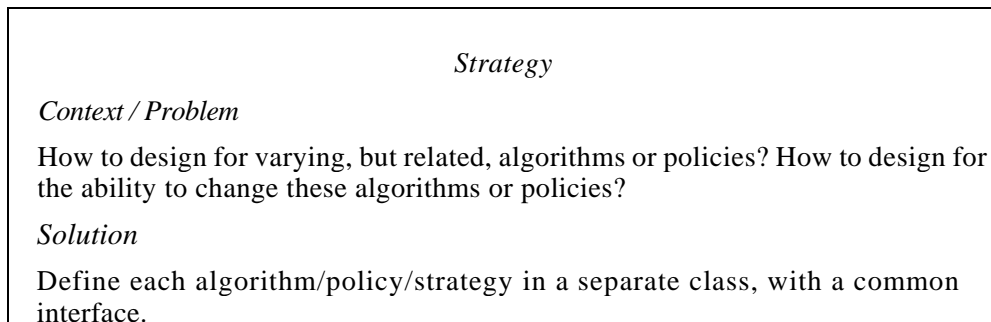 Strategy
Context / Problem
How to design for varying, but related, algorithms or policies? How to design for
the ability to change these algorithms or policies?
Solution
Define each algorithm/policy/strategy in a separate class, with a common
interface.